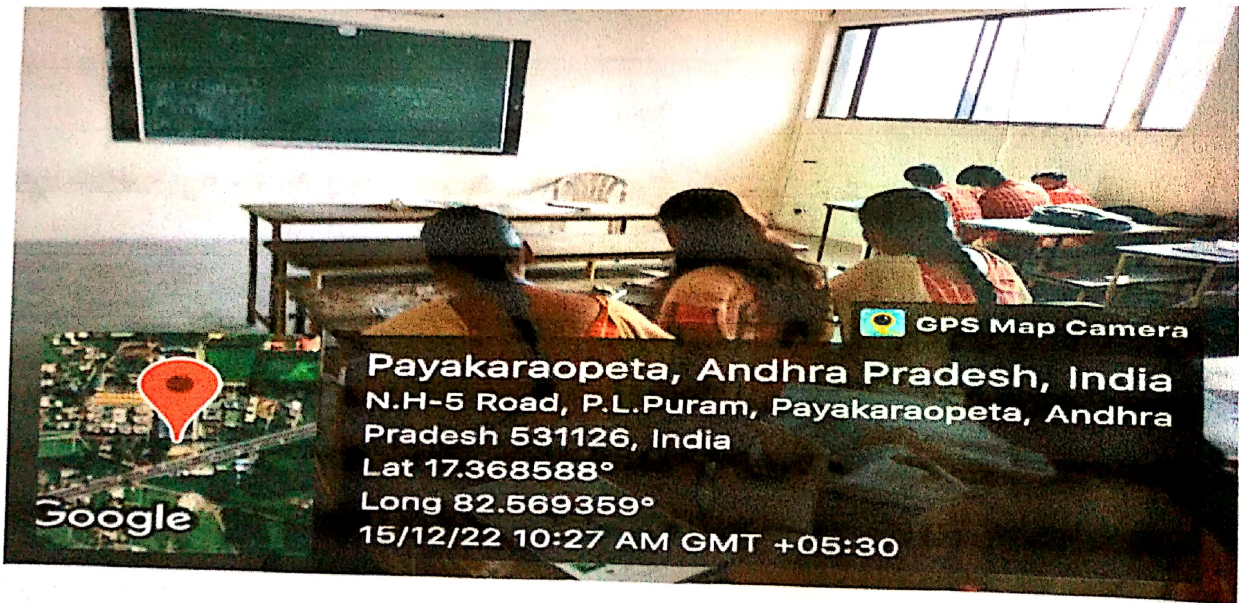 GPS Map Camera
Payakaraopeta, Andhra Pradesh, India
N.H-5 Road, P.L.Puram, Payakaraopeta, Andhra
Pradesh 531126, India
Lat 17.368588°
Long 82.569359°
15/12/22 10:27 AM GMT +05:30
Google